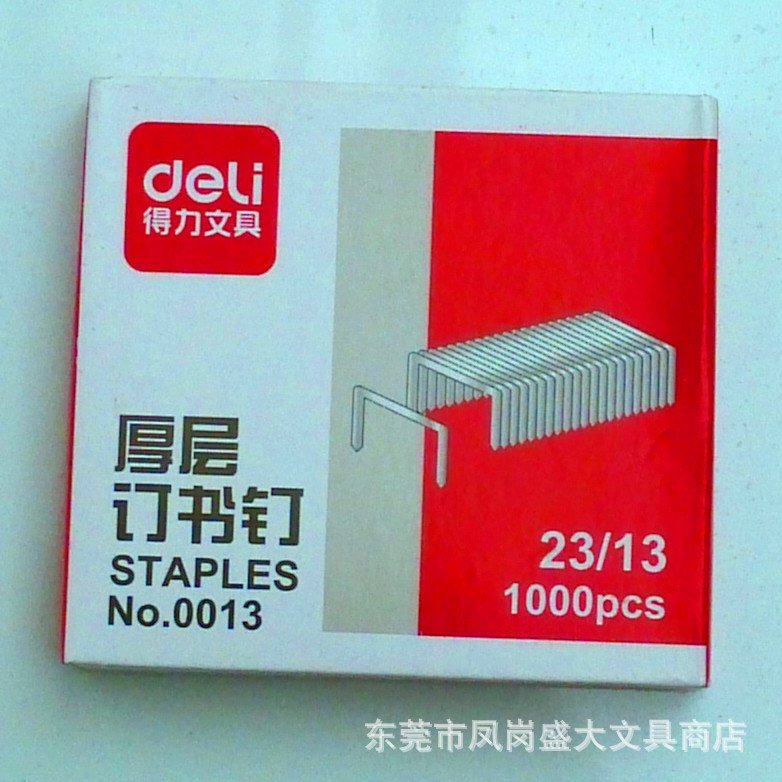 deli
得力文具
厚层
订书钉
STAPLES
No.0013
23/13
1000pcs
东莞市凤岗盛大文具商店